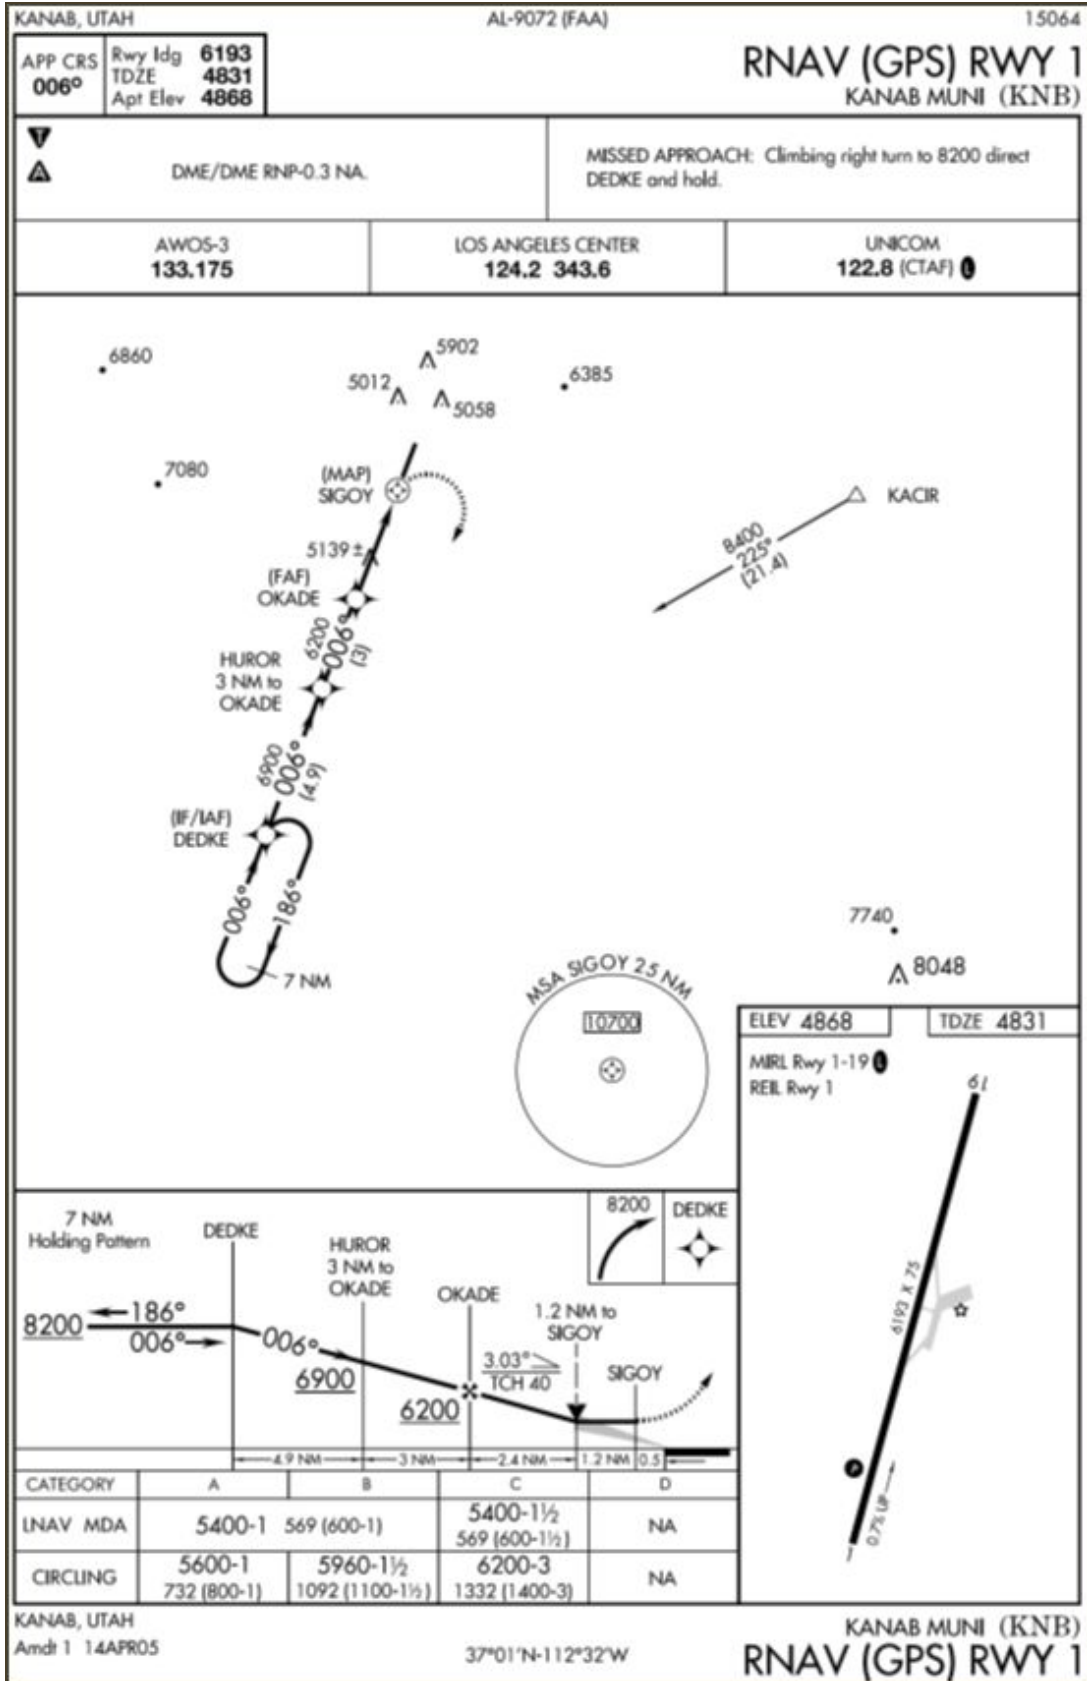 KANAB, UTAH
AL-9072 (FAA)
15064
APP CRS
006°
Rwy ldg 6193
TDZE 4831
Apt Elev 4868
RNAV (GPS) RWY 1
KANAB MUNI (KNB)
T
A
DME/DME RNP-0.3 NA.
MISSED APPROACH: Climbing right turn to 8200 direct
DEDKE and hold.
AWOS-3
133.175
LOS ANGELES CENTER
124.2 343.6
UNICOM
122.8 (CTAF) L
6860
5902
5012
5058
6385
7080
(MAP)
SIGOY
KACIR
8400
225°
(21.4)
5139 ±
(FAF)
OKADE
6200
006°
(3)
HUROR
3 NM to
OKADE
6900
006°
(4.9)
(IF/IAF)
DEDKE
006°
186°
7 NM
7740
8048
MSA SIGOY 25 NM
10700
ELEV 4868
TDZE 4831
MIRL Rwy 1-19 L
REIL Rwy 1
19
6193 X 75
0.7% UP
1
7 NM
Holding Pattern
DEDKE
HUROR
3 NM to
OKADE
OKADE
1.2 NM to
SIGOY
SIGOY
8200
DEDKE
8200
186°
006°
006°
6900
6200
3.03°
TCH 40
4.9 NM
3 NM
2.4 NM
1.2 NM
0.5
CATEGORY A B C D
LNAV MDA 5400-1 569 (600-1) 5400-1½ 569 (600-1½) NA
CIRCLING 5600-1 732 (800-1) 5960-1½ 1092 (1100-1½) 6200-3 1332 (1400-3) NA
KANAB, UTAH
Amdt 1 14APR05
37°01'N-112°32'W
KANAB MUNI (KNB)
RNAV (GPS) RWY 1